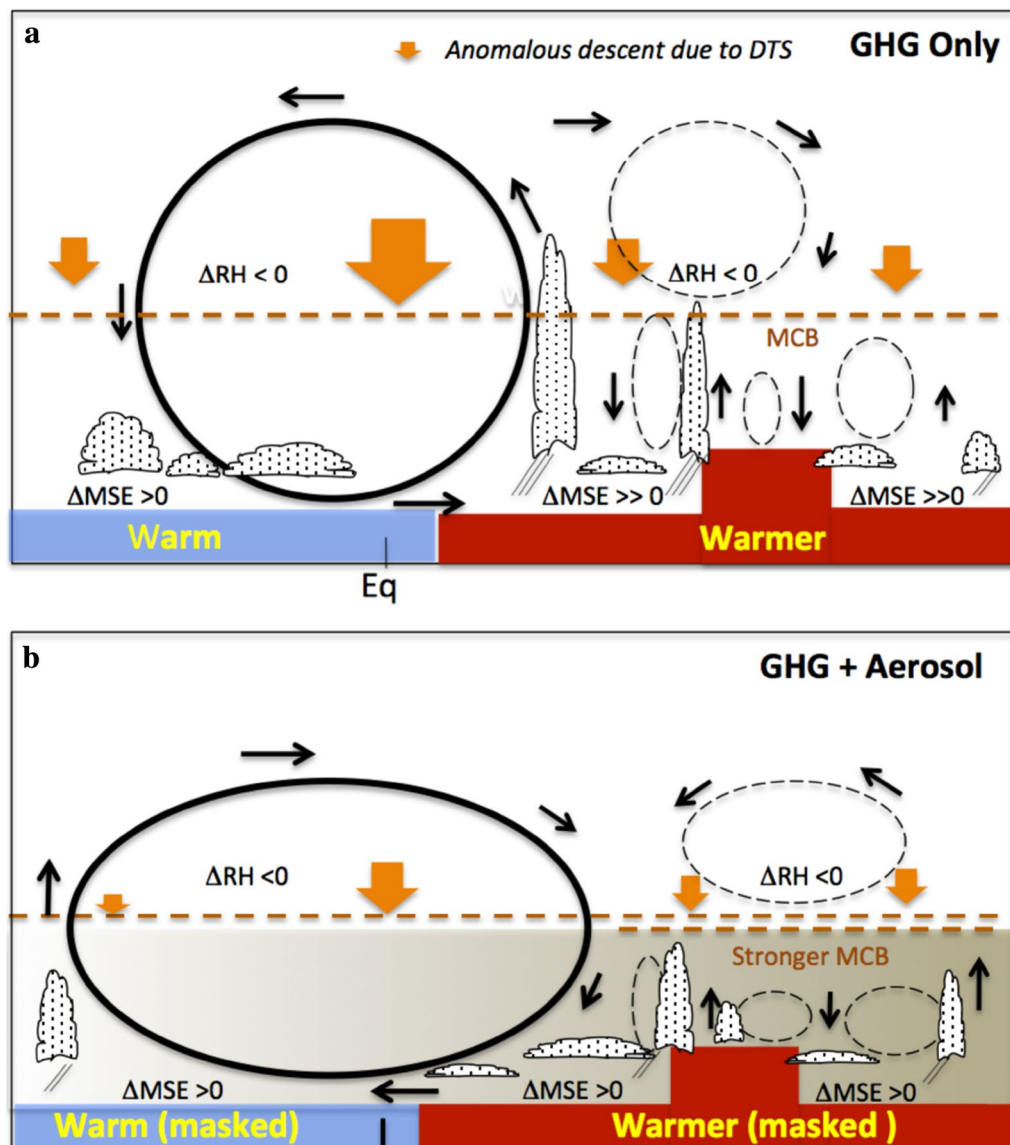 a
GHG Only
Anomalous descent due to DTS
ΔRH < 0
ΔRH < 0
MCB
ΔMSE >0
ΔMSE >> 0
ΔMSE >>0
Warm
Warmer
Eq
b
GHG + Aerosol
ΔRH <0
ΔRH <0
Stronger MCB
ΔMSE >0
ΔMSE >0
ΔMSE >0
Warm (masked)
Warmer (masked )